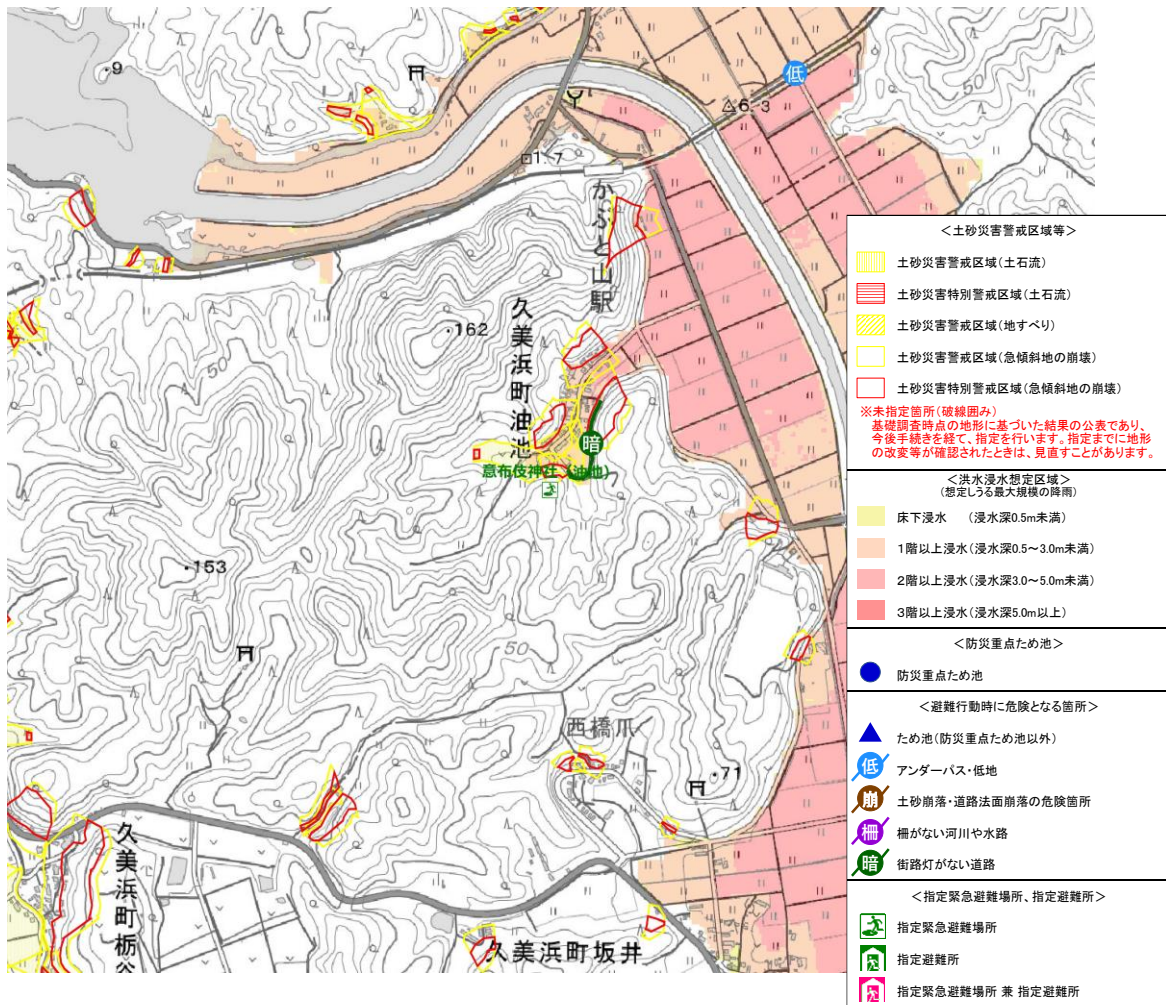 9
50
低
6・3
1・7
かぶと山駅
162
久美浜町油池
50
暗
意布伎神社（油池）
7
153
50
西橋爪
71
久美浜町栃谷
久美浜町坂井
＜土砂災害警戒区域等＞
土砂災害警戒区域（土石流）
土砂災害特別警戒区域（土石流）
土砂災害警戒区域（地すべり）
土砂災害警戒区域（急傾斜地の崩壊）
土砂災害特別警戒区域（急傾斜地の崩壊）
※未指定箇所（破線囲み）
基礎調査時点の地形に基づいた結果の公表であり、
今後手続きを経て、指定を行います。指定までに地形
の改変等が確認されたときは、見直すことがあります。
＜洪水浸水想定区域＞
（想定しうる最大規模の降雨）
床下浸水　（浸水深0.5m未満）
1階以上浸水（浸水深0.5～3.0m未満）
2階以上浸水（浸水深3.0～5.0m未満）
3階以上浸水（浸水深5.0m以上）
＜防災重点ため池＞
防災重点ため池
＜避難行動時に危険となる箇所＞
ため池（防災重点ため池以外）
低 アンダーパス・低地
崩 土砂崩落・道路法面崩落の危険箇所
柵 柵がない河川や水路
暗 街路灯がない道路
＜指定緊急避難場所、指定避難所＞
指定緊急避難場所
指定避難所
指定緊急避難場所 兼 指定避難所